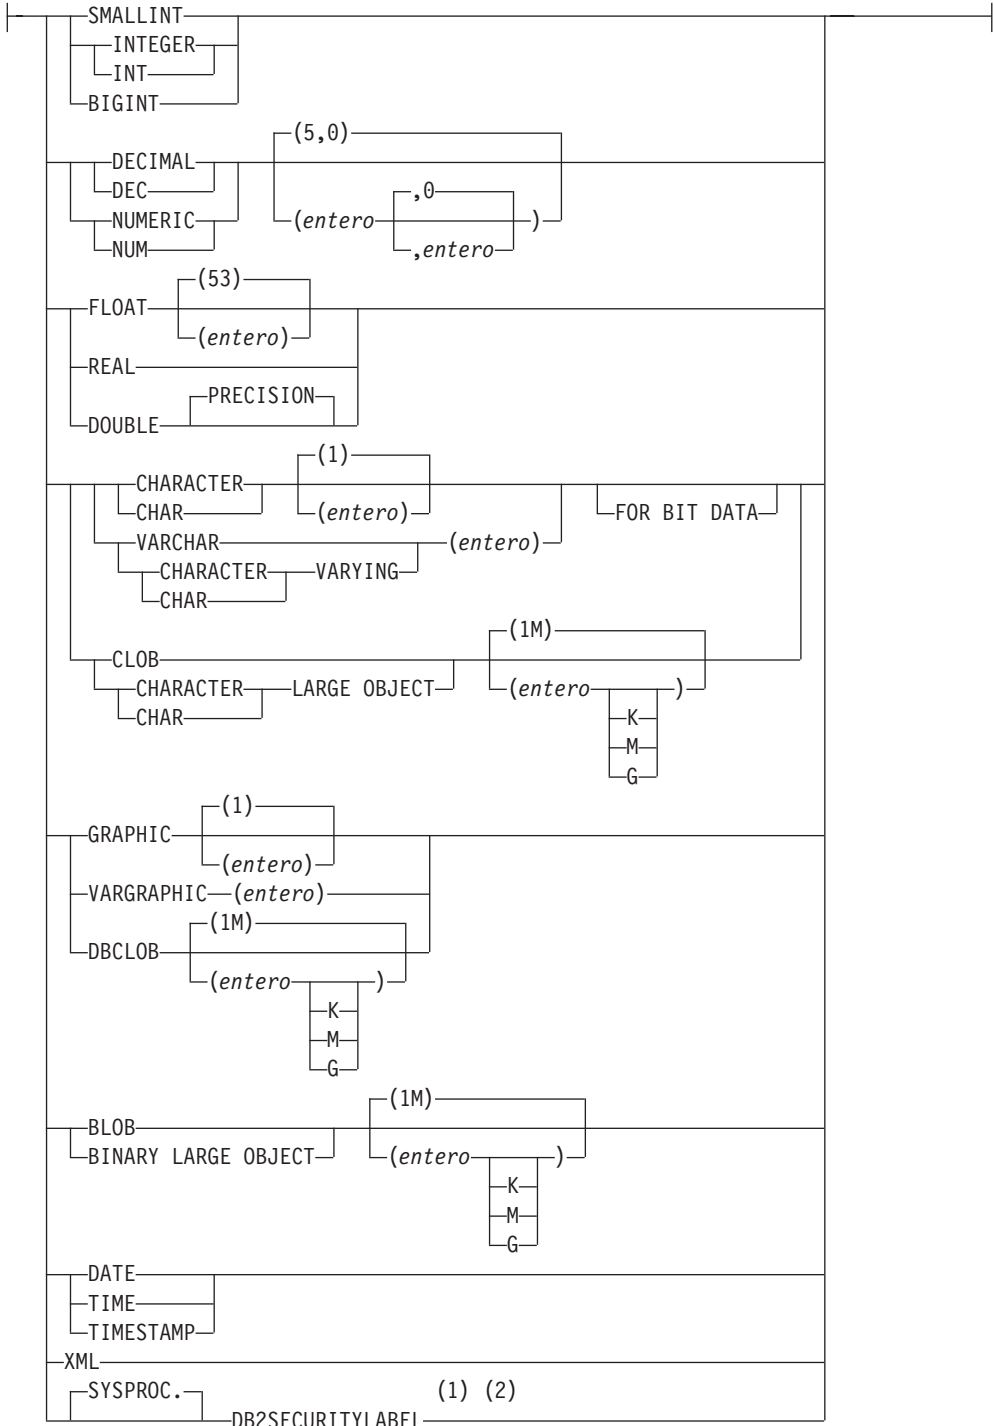 SMALLINT
INTEGER
INT
BIGINT
(5,0)
DECIMAL
DEC
,0
NUMERIC
(entero )
NUM
,entero
(53)
FLOAT
(entero)
REAL
PRECISION
DOUBLE
(1)
CHARACTER
CHAR
(entero)
FOR BIT DATA
VARCHAR
(entero)
CHARACTER VARYING
CHAR
(1M)
CLOB
CHARACTER LARGE OBJECT
(entero )
CHAR
K
M
G
(1)
GRAPHIC
(entero)
VARGRAPHIC (entero)
(1M)
DBCLOB
(entero )
K
M
G
(1M)
BLOB
BINARY LARGE OBJECT
(entero )
K
M
G
DATE
TIME
TIMESTAMP
XML
SYSPROC.
(1) (2)
DB2SECURITYLABEL